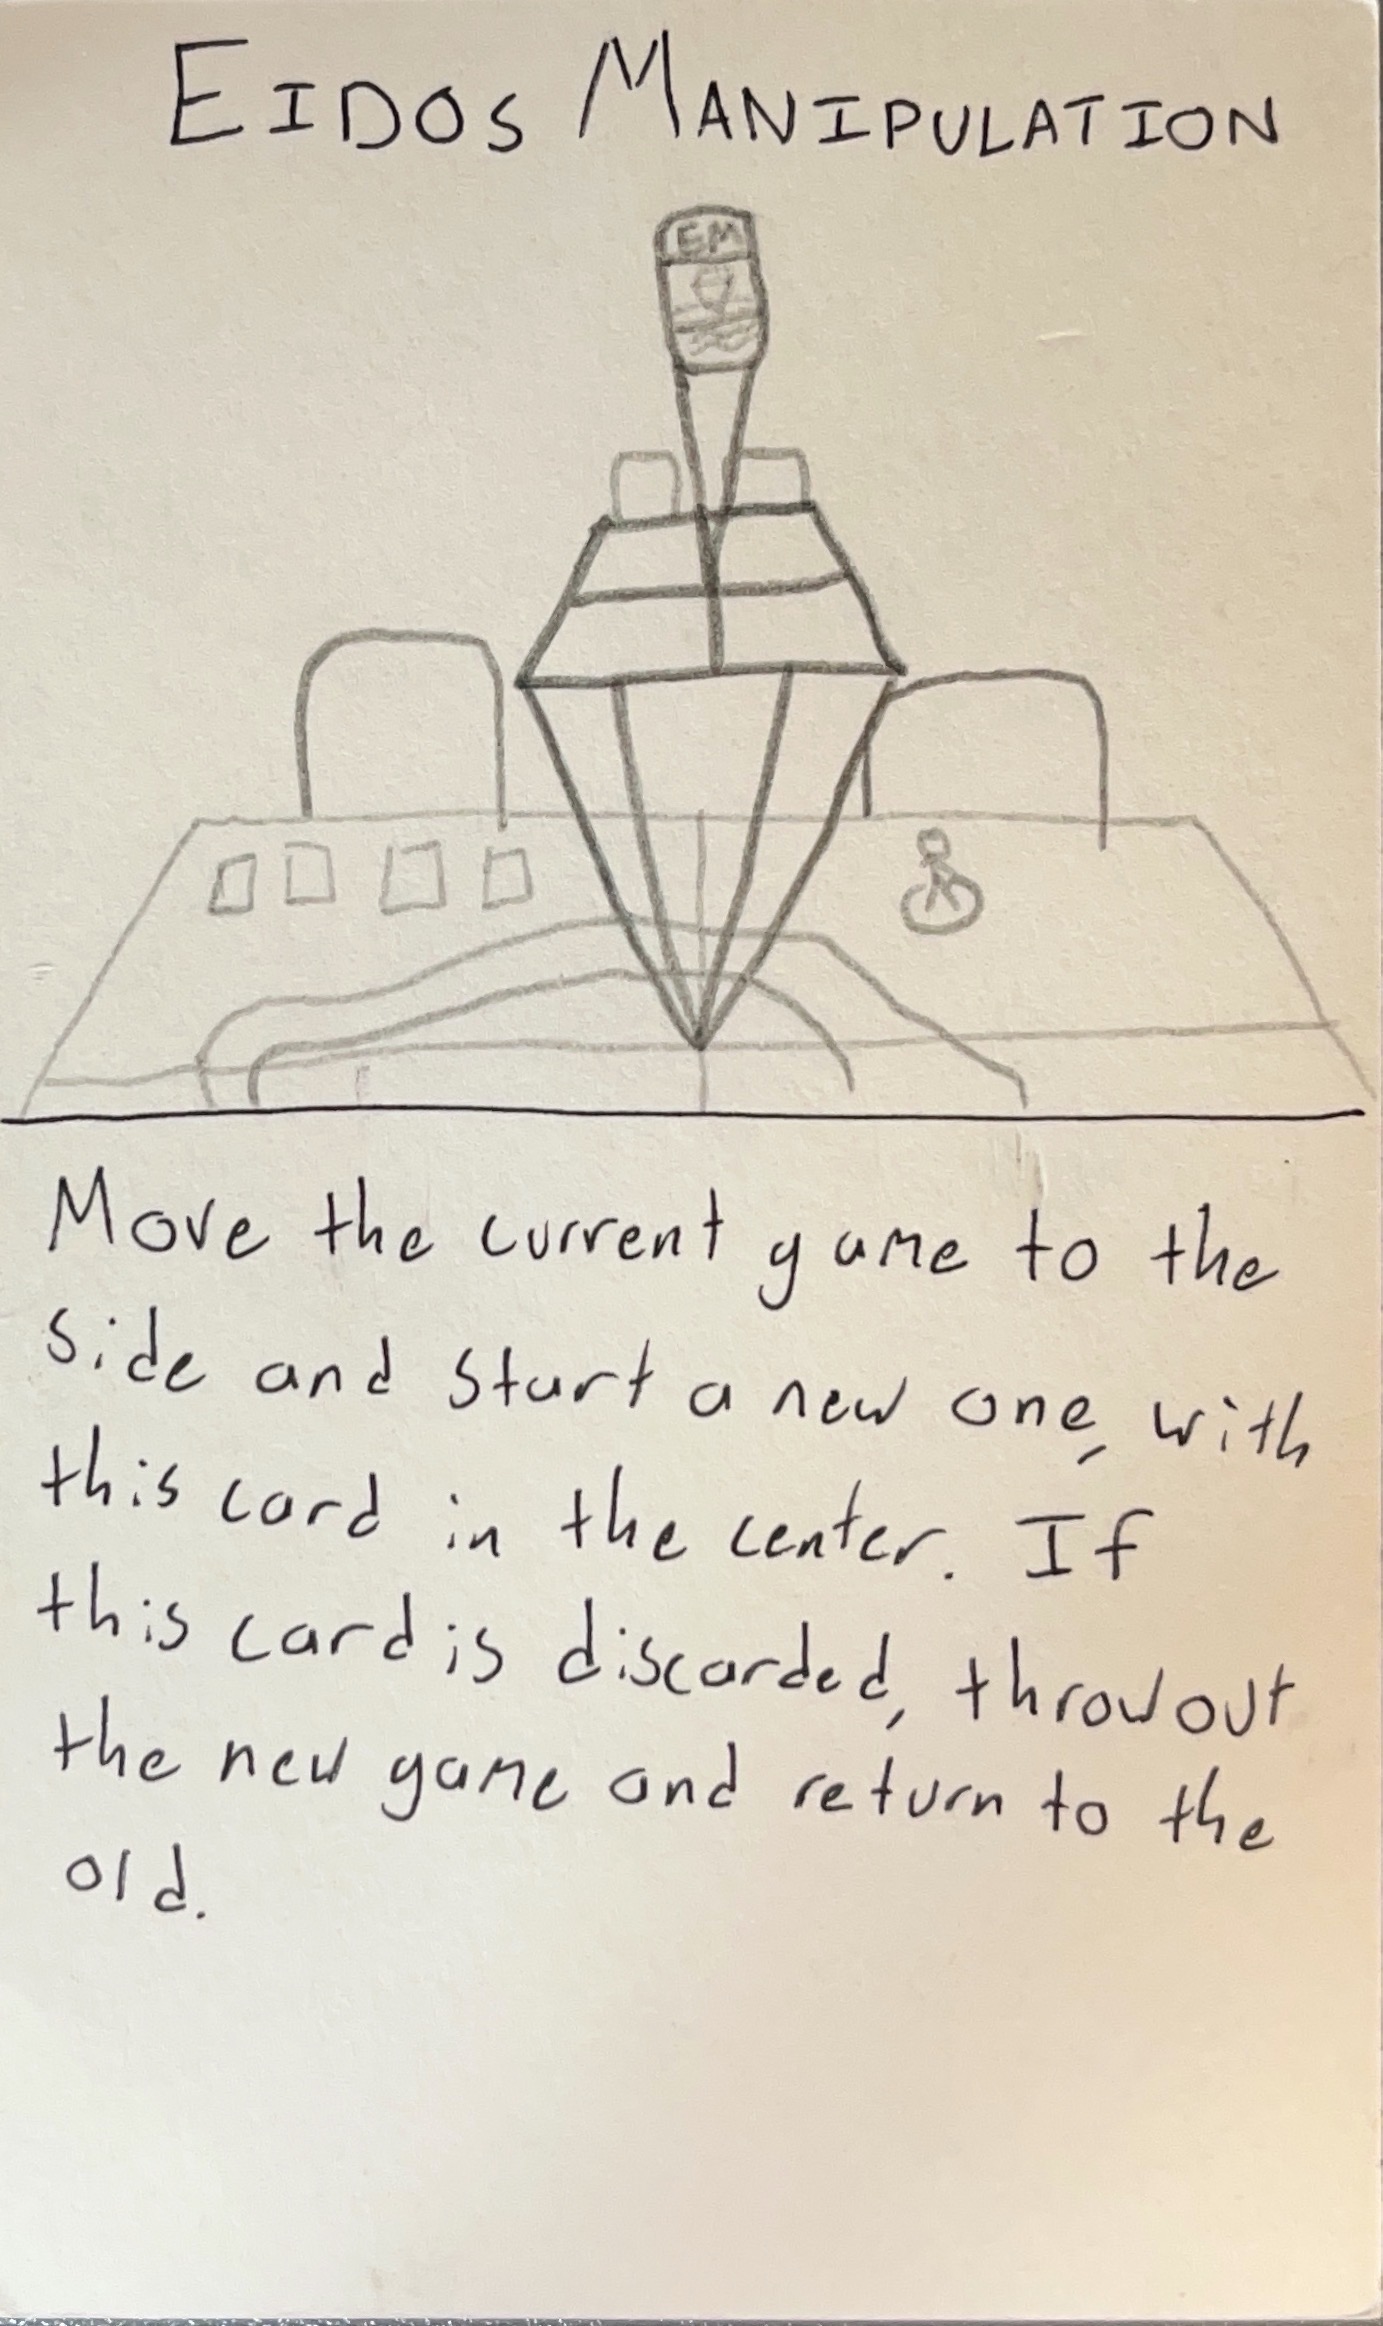 EIDOS MANIPULATION
EM
Move the current game to the
side and start a new one, with
this card in the center. If
this card is discarded, throw out
the new game and return to the
old.